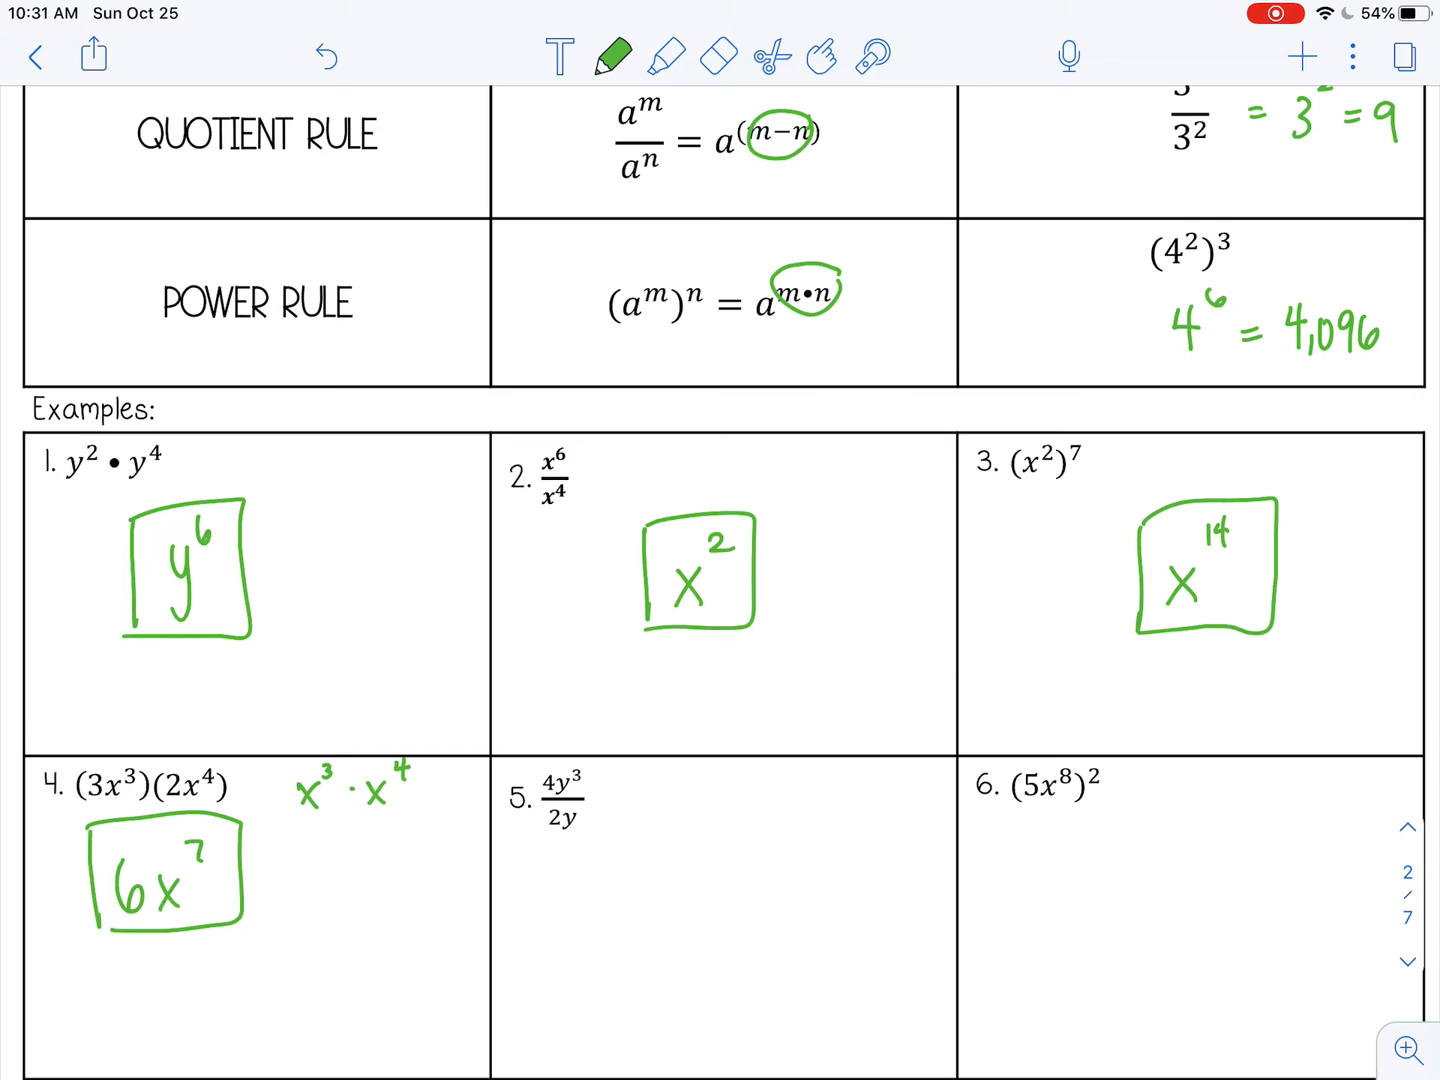 10:31 AM Sun Oct 25
54%
T
QUOTIENT RULE
a^m / a^n = a^(m−n)
/ 3^2 = 3^2 = 9
POWER RULE
(a^m)^n = a^m•n
(4^2)^3
4^6 = 4,096
Examples:
1. y^2 • y^4
y^6
2. x^6 / x^4
x^2
3. (x^2)^7
x^14
4. (3x^3)(2x^4) x^3 · x^4
6x^7
5. 4y^3 / 2y
6. (5x^8)^2
2
/
7